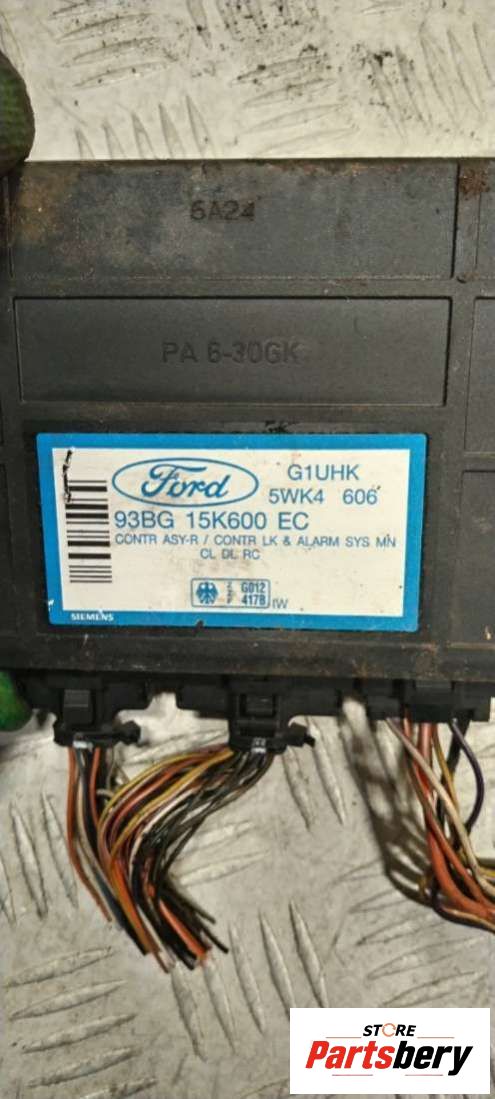 6A24
PA 6-30GK
Ford
G1UHK
5WK4 606
93BG 15K600 EC
CONTR ASY-R / CONTR LK & ALARM SYS MN
CL DL RC
G012
417B IW
SIEMENS
STORE
Partsbery